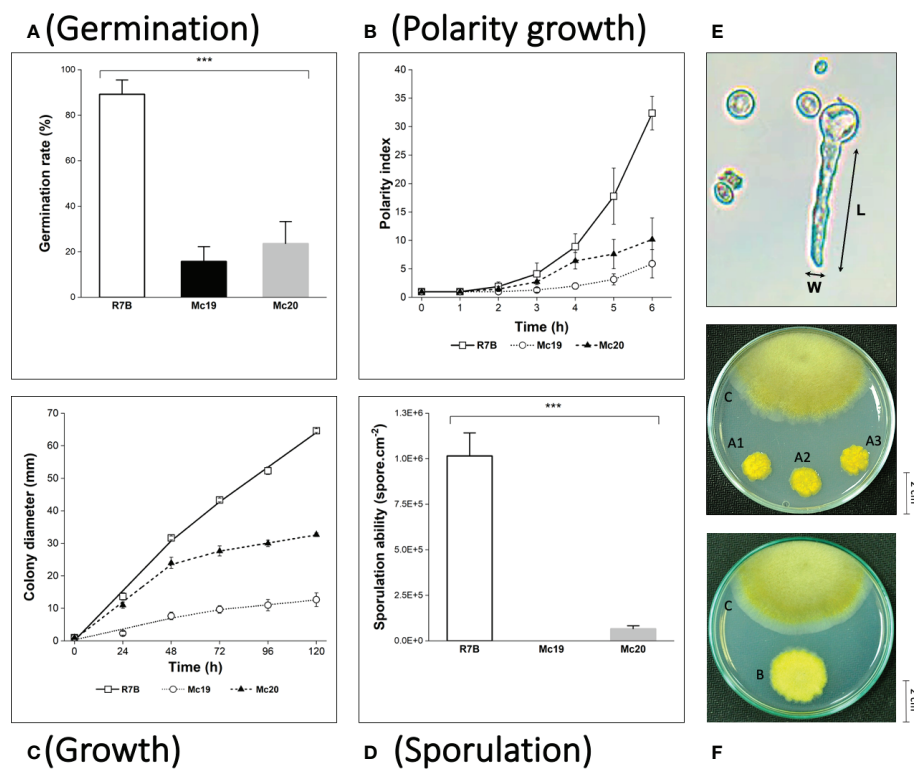 A (Germination)
B (Polarity growth)
E
***
100
80
60
40
20
0
Germination rate (%)
R7B Mc19 Mc20
40
35
30
25
20
15
10
5
0
Polarity index
0 1 2 3 4 5 6
Time (h)
R7B Mc19 Mc20
L
W
70
60
50
40
30
20
10
0
Colony diameter (mm)
0 24 48 72 96 120
Time (h)
R7B Mc19 Mc20
***
1.3E+6
1.0E+6
7.5E+5
5.0E+5
2.5E+5
0.0E+0
Sporulation ability (spore.cm-2)
R7B Mc19 Mc20
C
A1 A2 A3
2 cm
C
B
C (Growth)
D (Sporulation)
F